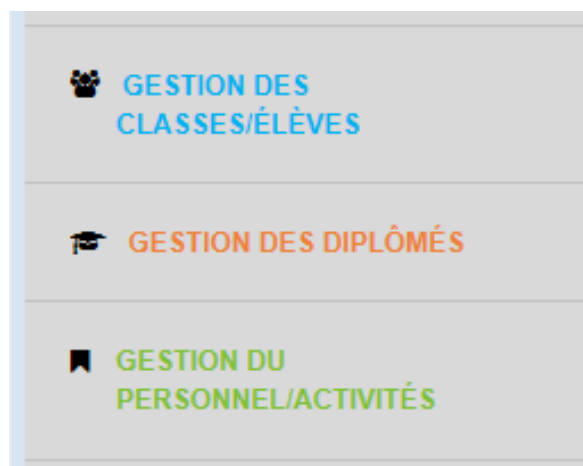 GESTION DES
CLASSES/ÉLÈVES
GESTION DES DIPLÔMÉS
GESTION DU
PERSONNEL/ACTIVITÉS